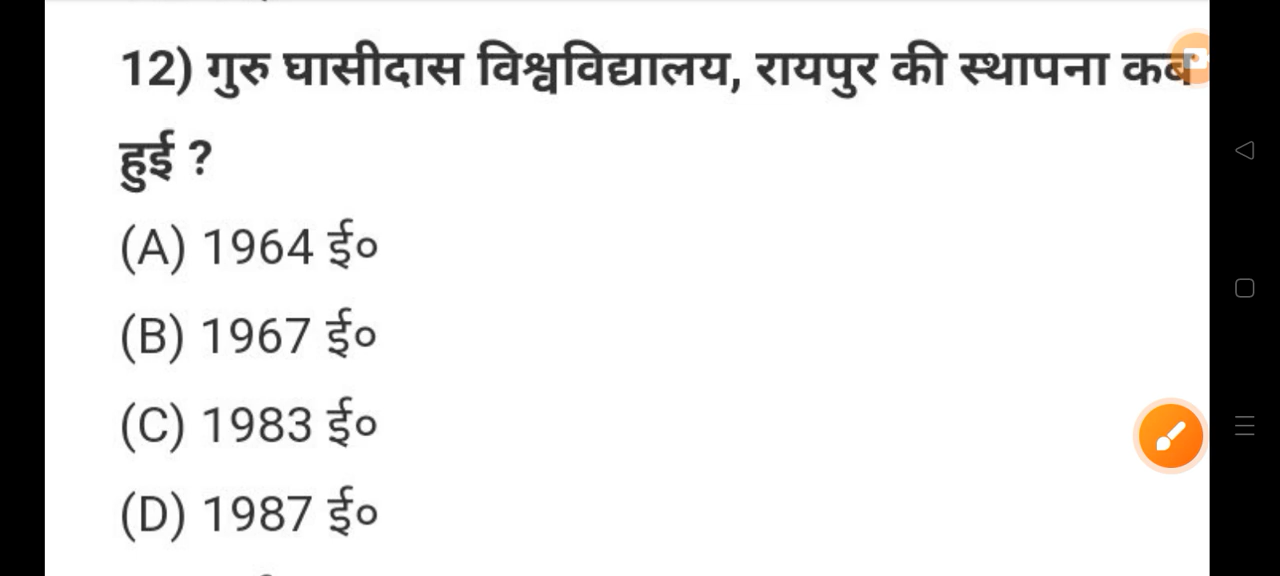 12) गुरु घासीदास विश्वविद्यालय, रायपुर की स्थापना कब
हुई ?
(A) 1964 ई०
(B) 1967 ई०
(C) 1983 ई०
(D) 1987 ई०